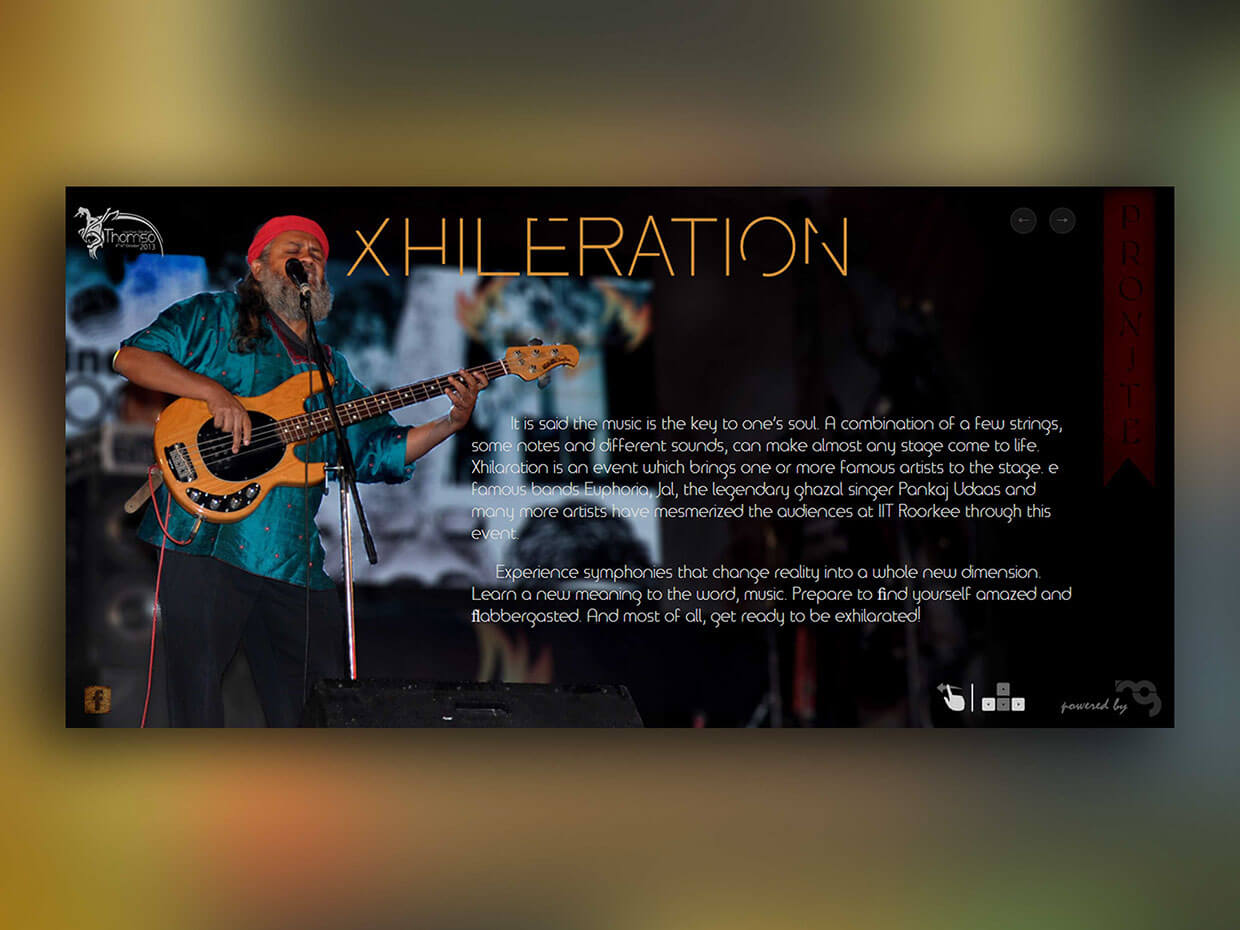 XHILERATION
Thomso
2013
← →
PRONITE
It is said the music is the key to one's soul. A combination of a few strings,
some notes and different sounds, can make almost any stage come to life.
Xhilaration is an event which brings one or more famous artists to the stage. e
famous bands Euphoria, Jal, the legendary ghazal singer Pankaj Udaas and
many more artists have mesmerized the audiences at IIT Roorkee through this
event.
Experience symphonies that change reality into a whole new dimension.
Learn a new meaning to the word, music. Prepare to find yourself amazed and
flabbergasted. And most of all, get ready to be exhilarated!
f
powered by